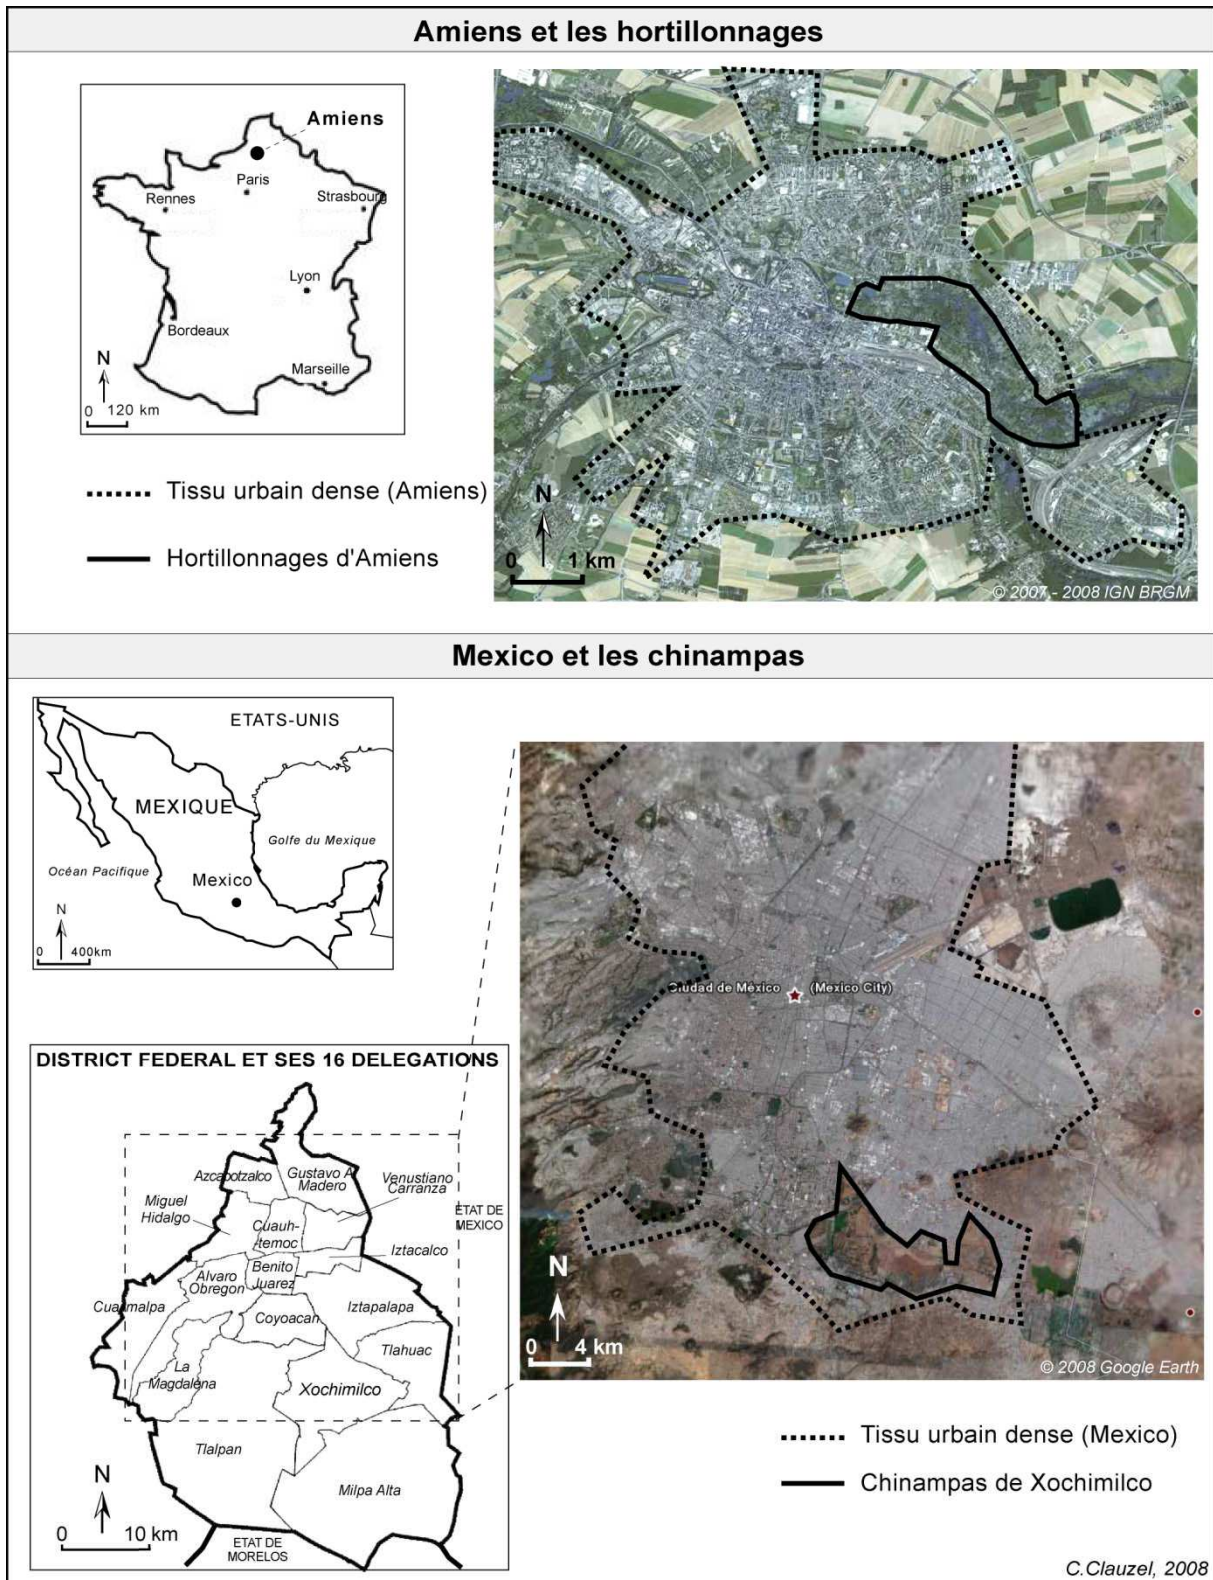 Amiens et les hortillonnages
Amiens
Paris
Rennes
Strasbourg
Lyon
Bordeaux
Marseille
N
0 120 km
Tissu urbain dense (Amiens)
Hortillonnages d'Amiens
N
0 1 km
© 2007 - 2008 IGN BRGM
Mexico et les chinampas
ETATS-UNIS
MEXIQUE
Golfe du Mexique
Océan Pacifique
Mexico
N
0 400km
Ciudad de México (Mexico City)
N
0 4 km
© 2008 Google Earth
DISTRICT FEDERAL ET SES 16 DELEGATIONS
Azcapotzalco
Gustavo A
Madero
Venustiano
Carranza
Miguel
Hidalgo
ETAT DE
MEXICO
Cuauh-
temoc
Iztacalco
Benito
Juarez
Alvaro
Obregon
Cuajimalpa
Iztapalapa
Coyoacan
Tlahuac
La
Magdalena
Xochimilco
Tlalpan
Milpa Alta
N
0 10 km
ETAT DE
MORELOS
Tissu urbain dense (Mexico)
Chinampas de Xochimilco
C.Clauzel, 2008